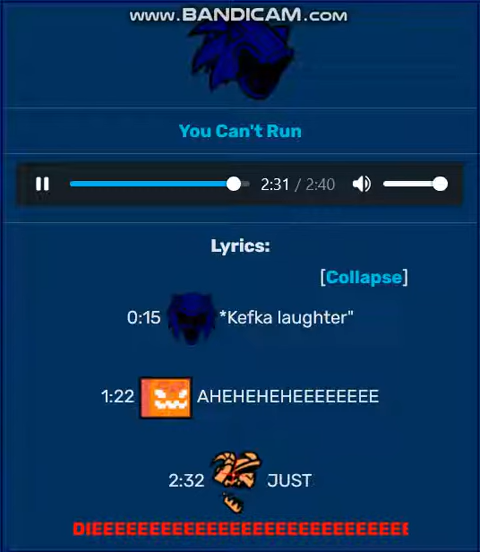 www.BANDICAM.com
You Can't Run
2:31 / 2:40
Lyrics:
[Collapse]
0:15 *Kefka laughter"
1:22 AHEHEHEHEEEEEEEE
2:32 JUST
DIEEEEEEEEEEEEEEEEEEEEEEEEEEE